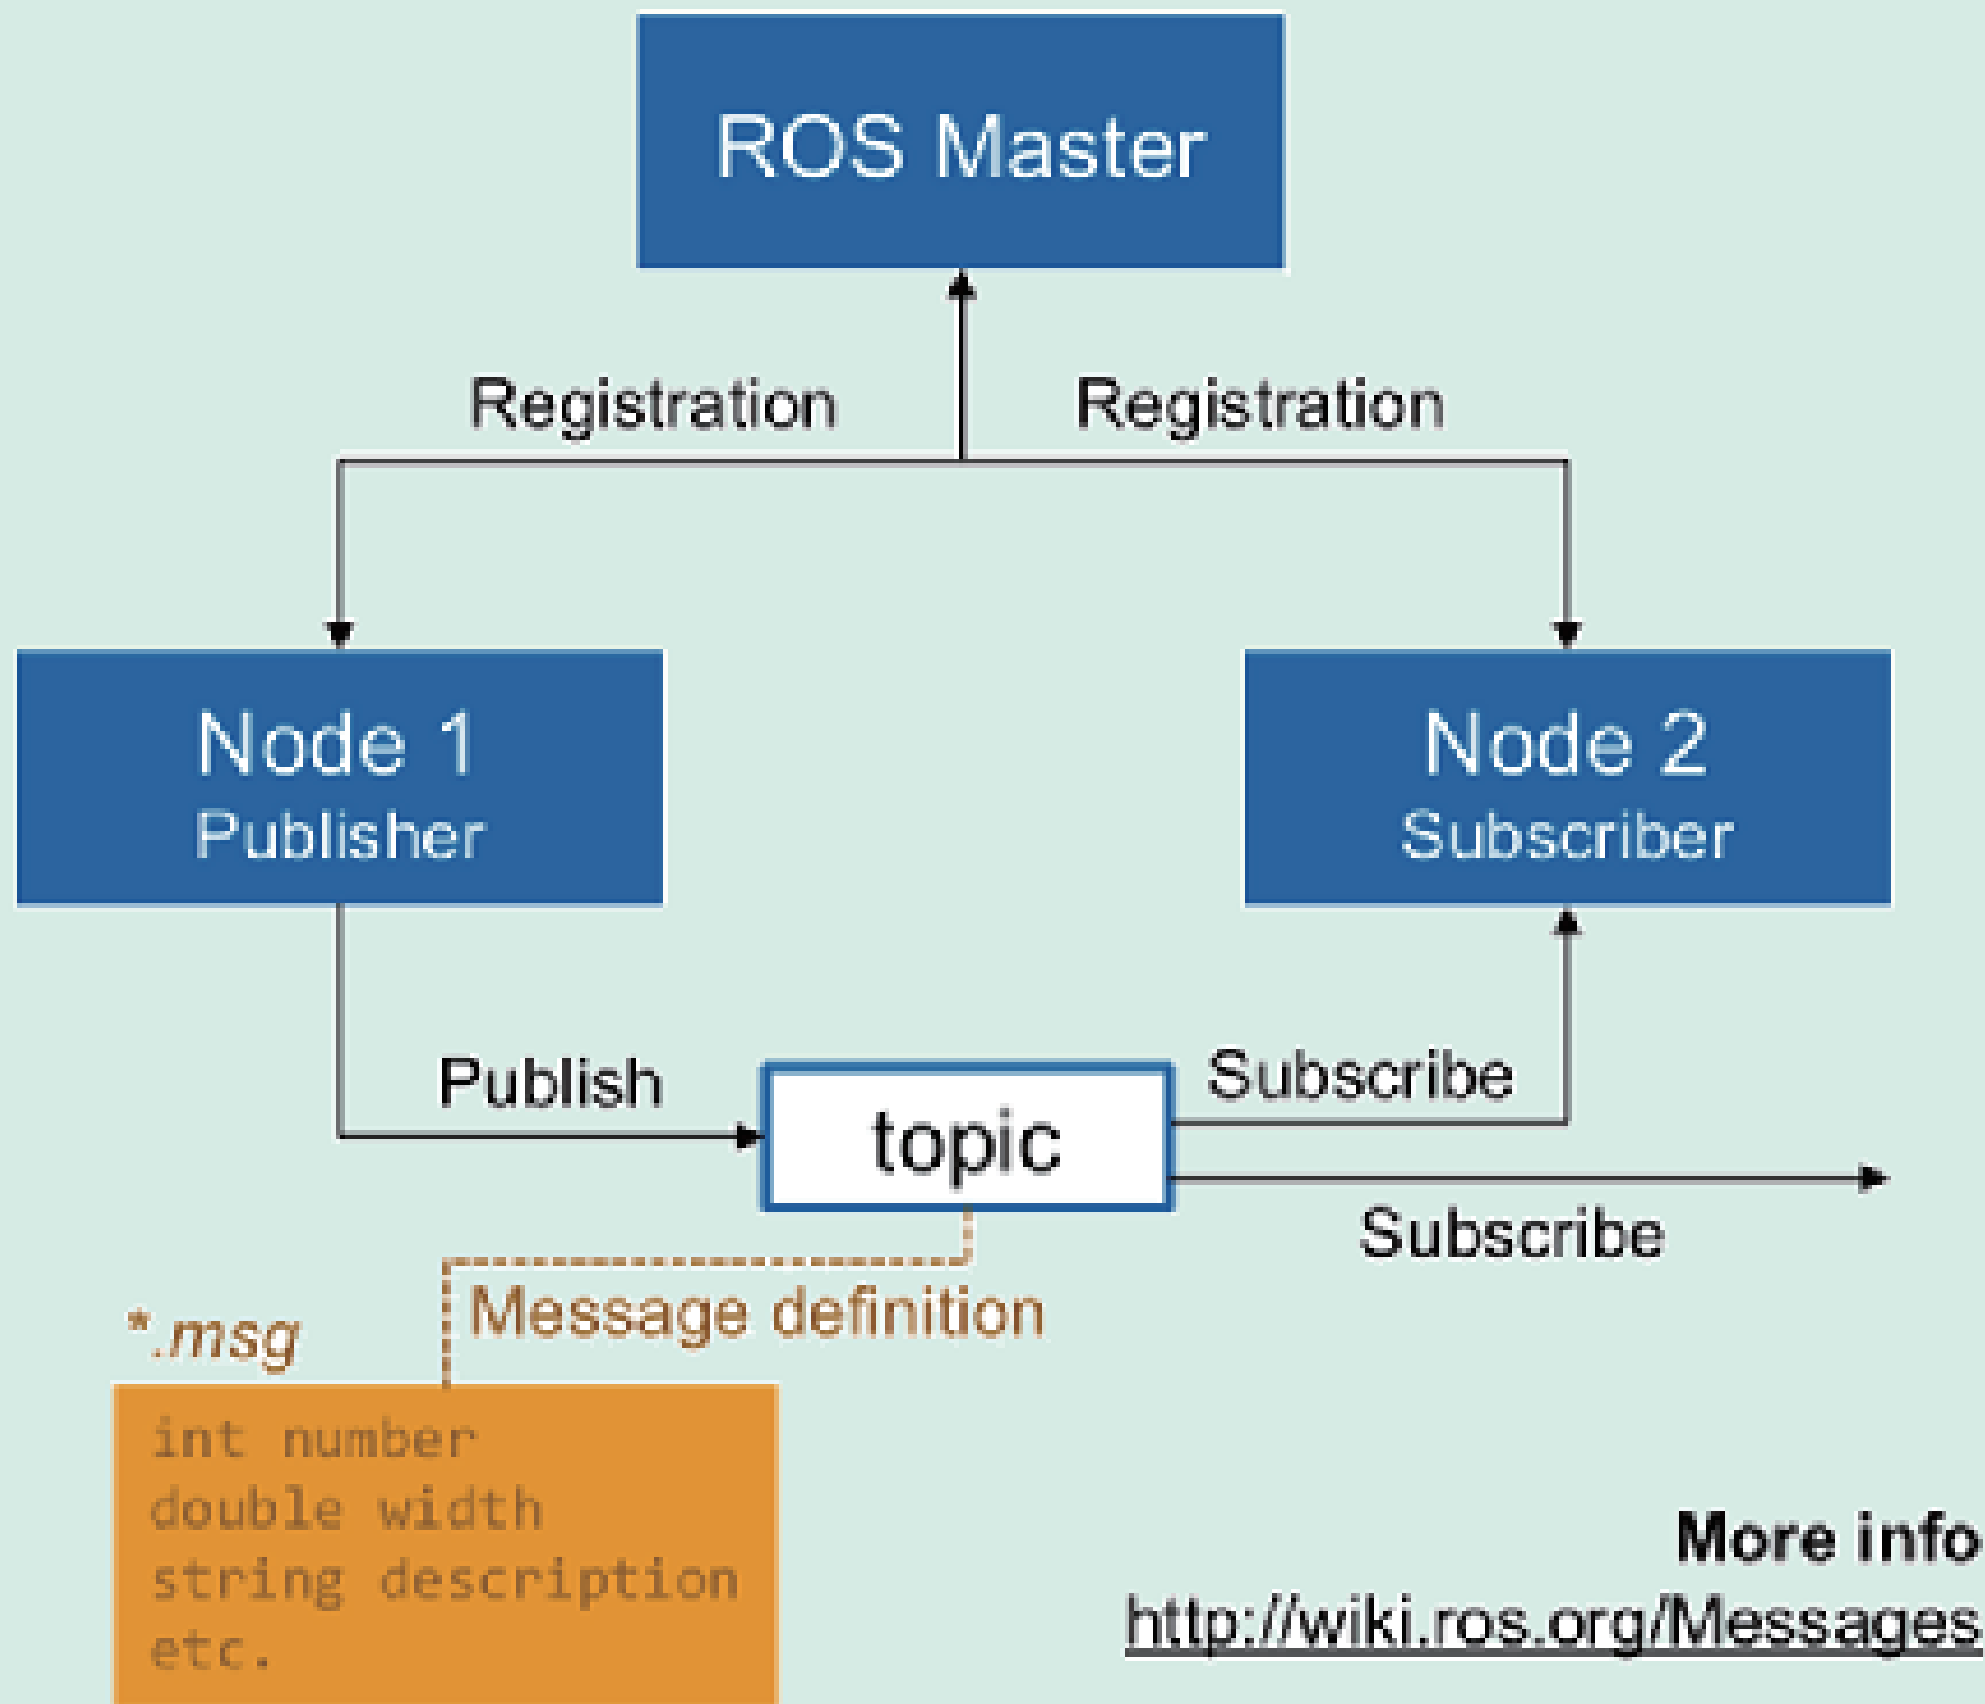 ROS Master
Registration
Registration
Node 1
Publisher
Node 2
Subscriber
Publish
topic
Subscribe
Subscribe
Message definition
*.msg
int number
double width
string description
etc.
More info
http://wiki.ros.org/Messages